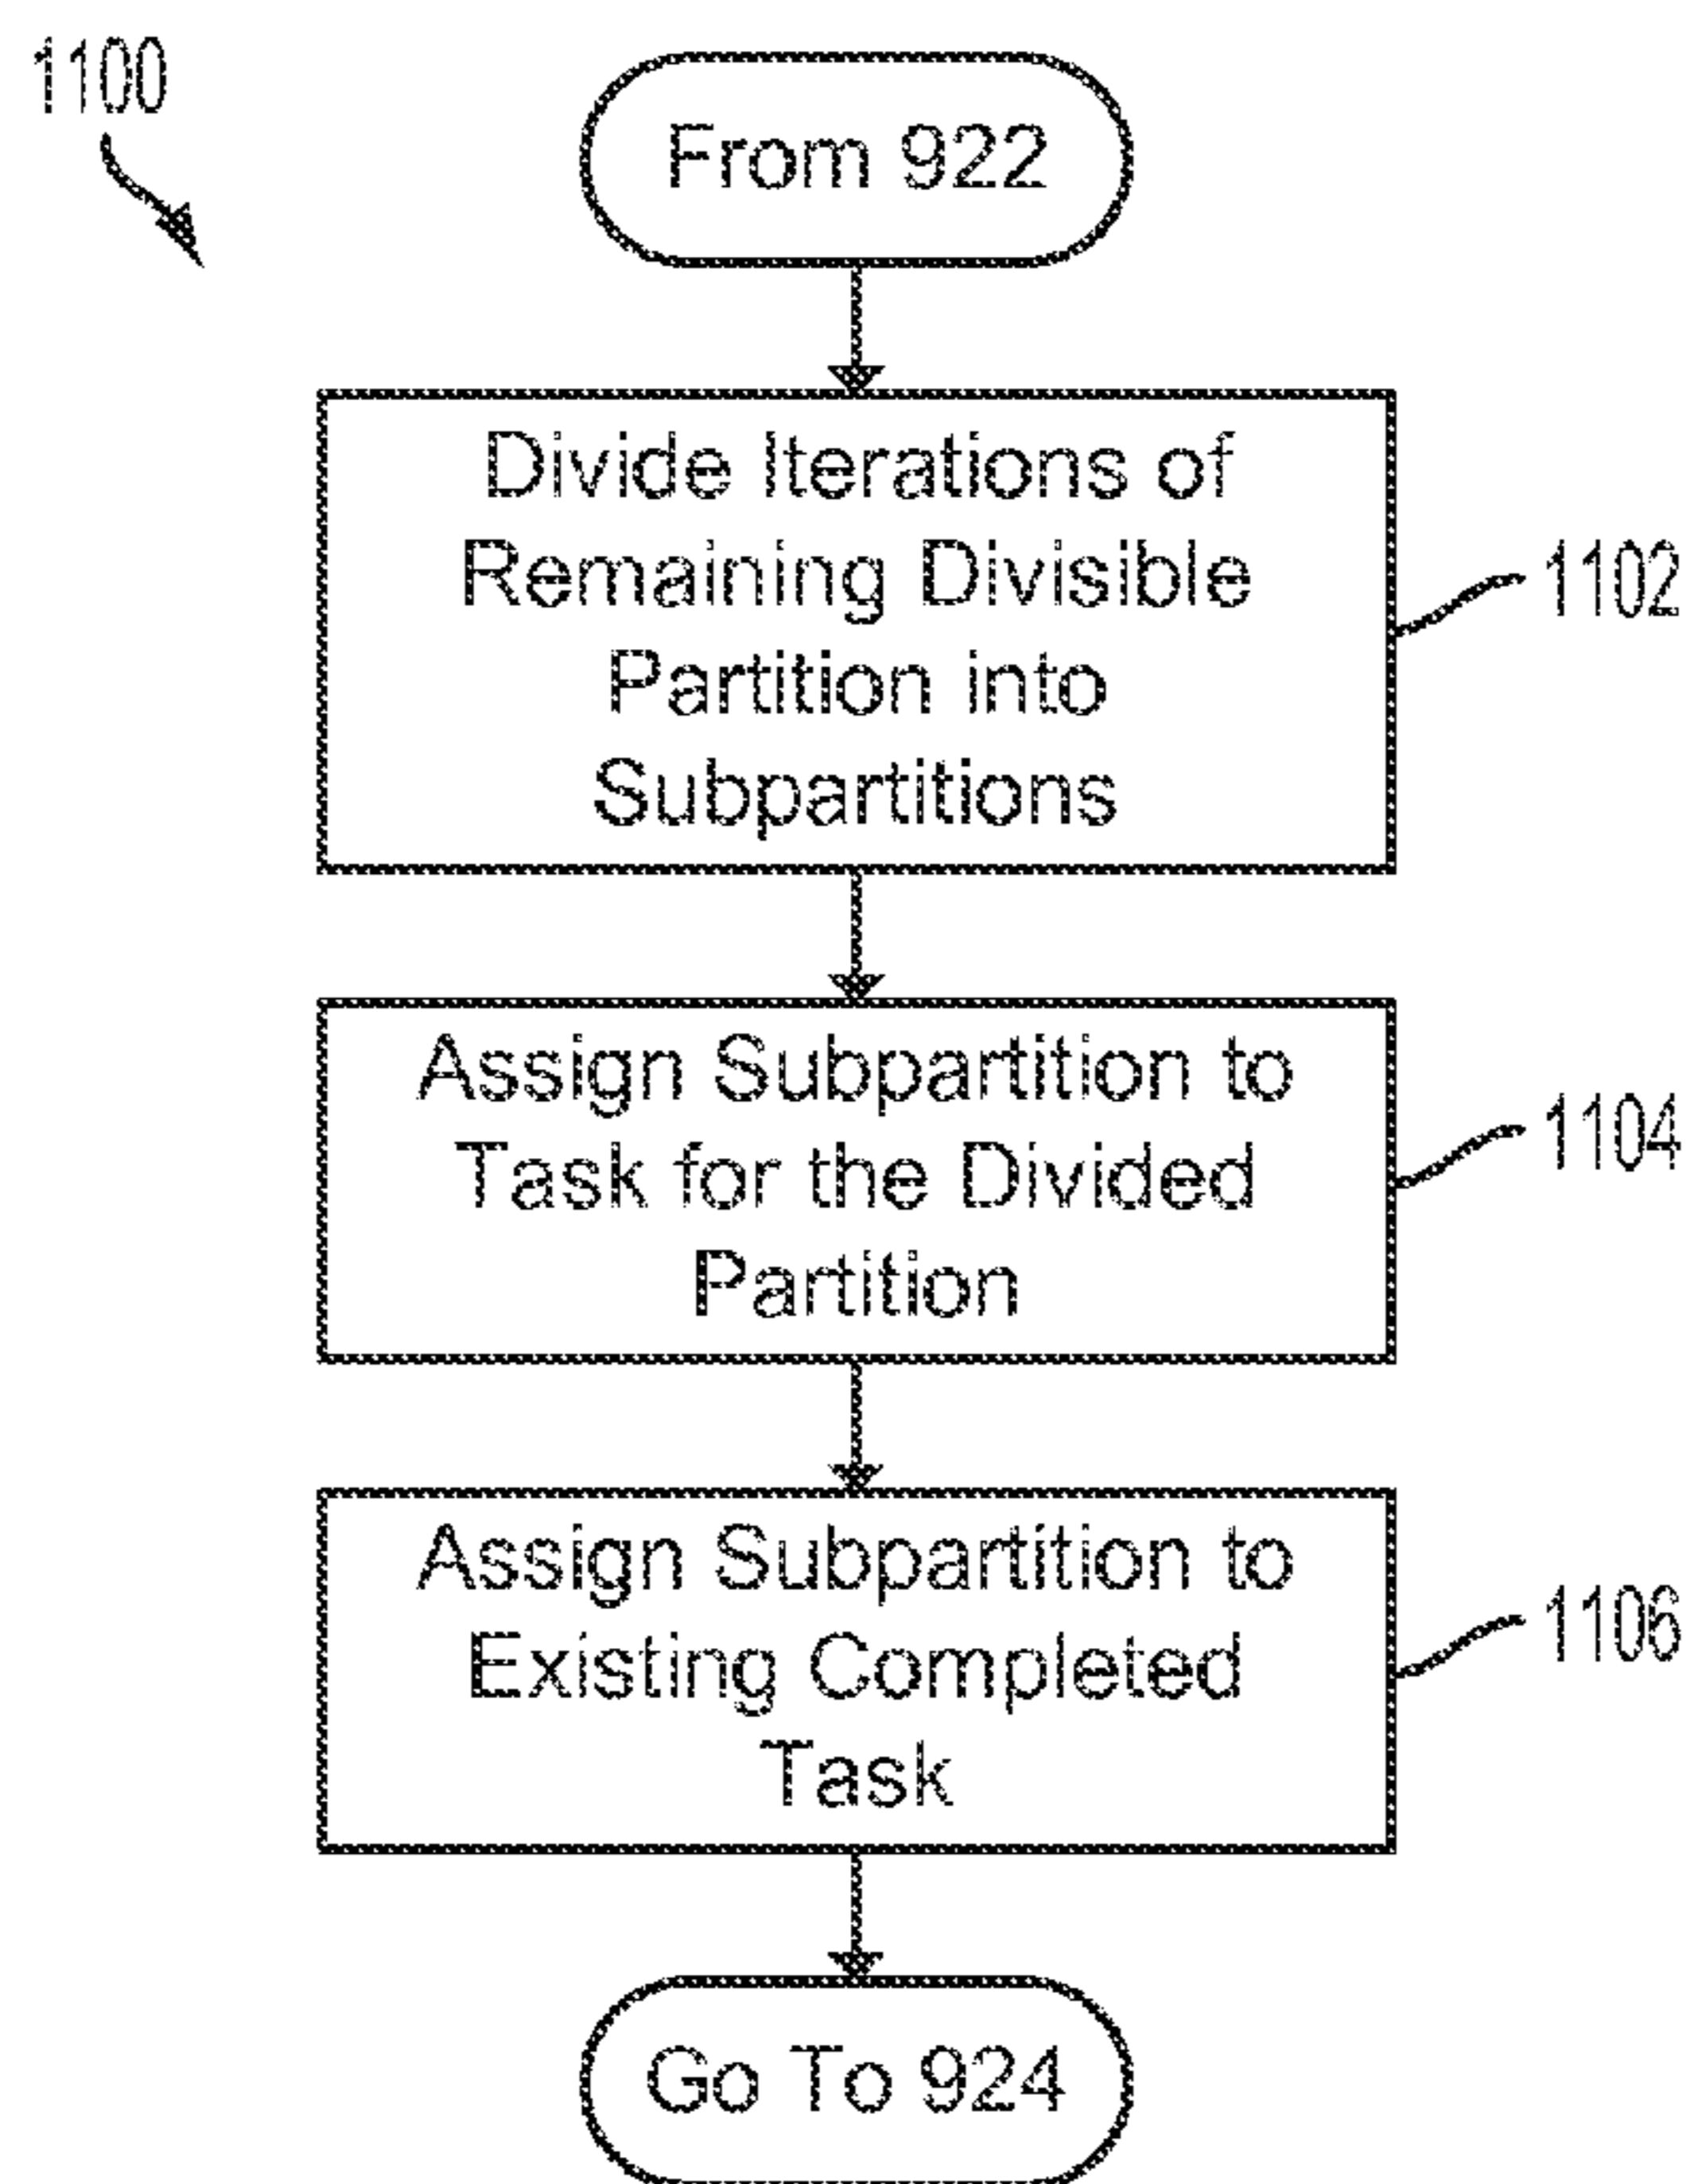 1100
From 922
Divide Iterations of
Remaining Divisible
Partition into
Subpartitions
1102
Assign Subpartition to
Task for the Divided
Partition
1104
Assign Subpartition to
Existing Completed
Task
1106
Go To 924